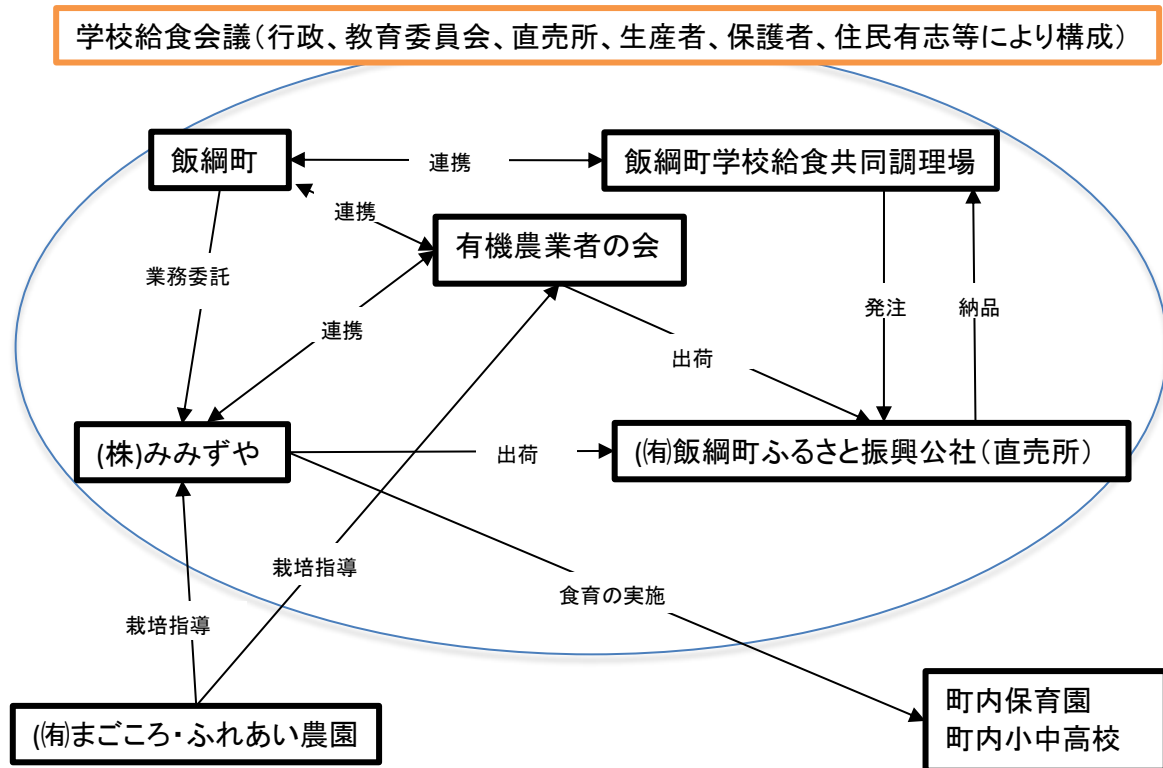 学校給食会議(行政、教育委員会、直売所、生産者、保護者、住民有志等により構成)
飯綱町
連携
飯綱町学校給食共同調理場
連携
有機農業者の会
業務委託
連携
発注
納品
出荷
(株)みみずや
出荷
(㈲飯綱町ふるさと振興公社(直売所)
栽培指導
食育の実施
栽培指導
(㈲まごころ・ふれあい農園
町内保育園
町内小中高校